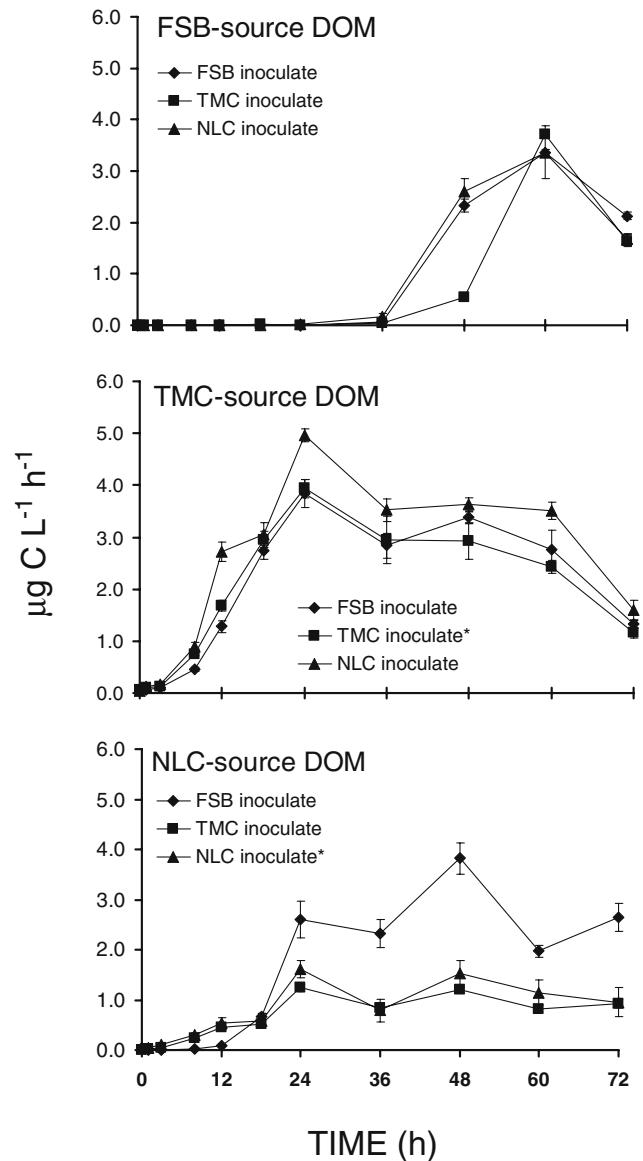 FSB-source DOM
6.0
5.0
4.0
3.0
2.0
1.0
0.0
FSB inoculate
TMC inoculate
NLC inoculate
TMC-source DOM
6.0
5.0
4.0
3.0
2.0
1.0
0.0
FSB inoculate
TMC inoculate*
NLC inoculate
µg C L⁻¹ h⁻¹
NLC-source DOM
6.0
5.0
4.0
3.0
2.0
1.0
0.0
FSB inoculate
TMC inoculate
NLC inoculate*
0 12 24 36 48 60 72
TIME (h)